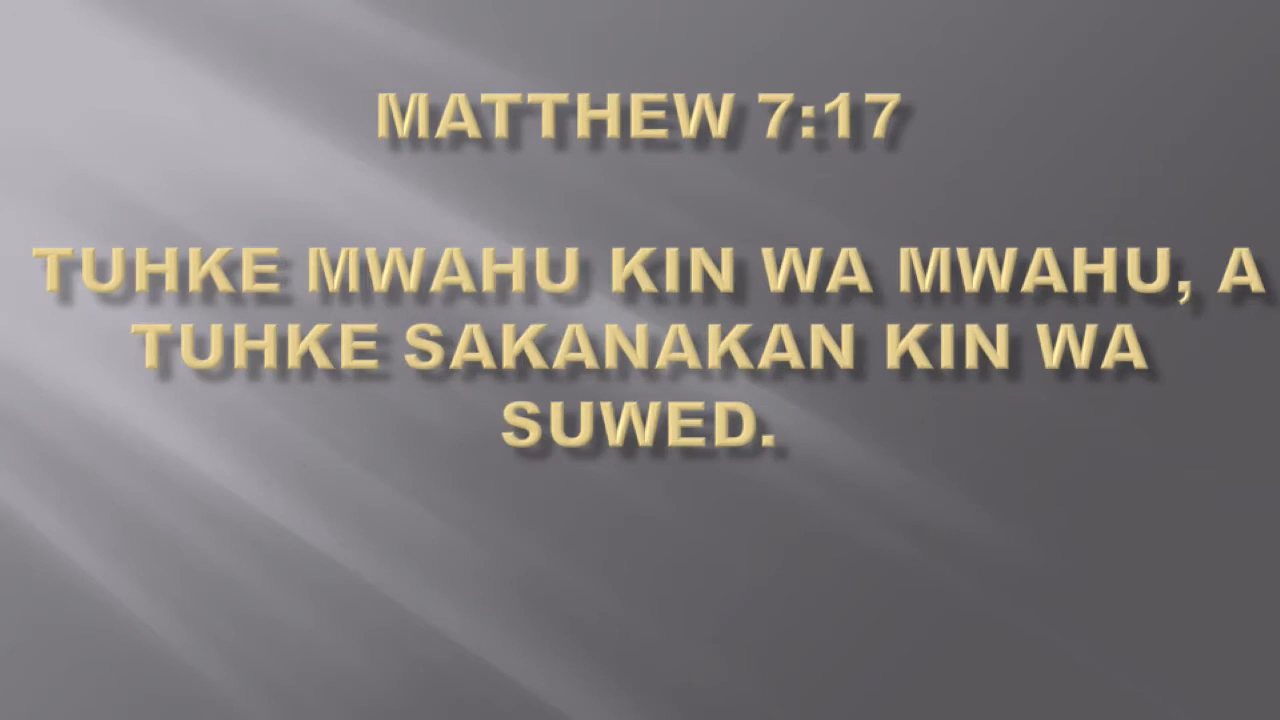 MATTHEW 7:17
TUHKE MWAHU KIN WA MWAHU, A
TUHKE SAKANAKAN KIN WA
SUWED.